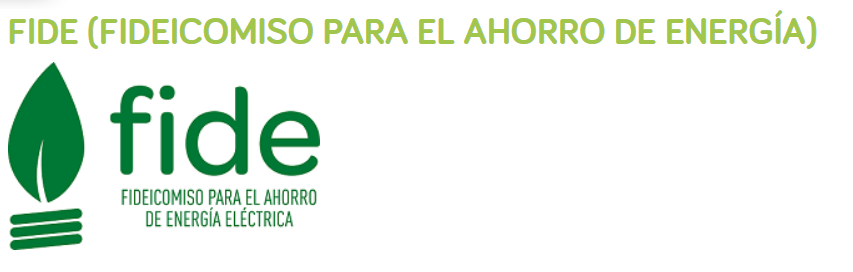 FIDE (FIDEICOMISO PARA EL AHORRO DE ENERGÍA)
fide
FIDEICOMISO PARA EL AHORRO
DE ENERGÍA ELÉCTRICA